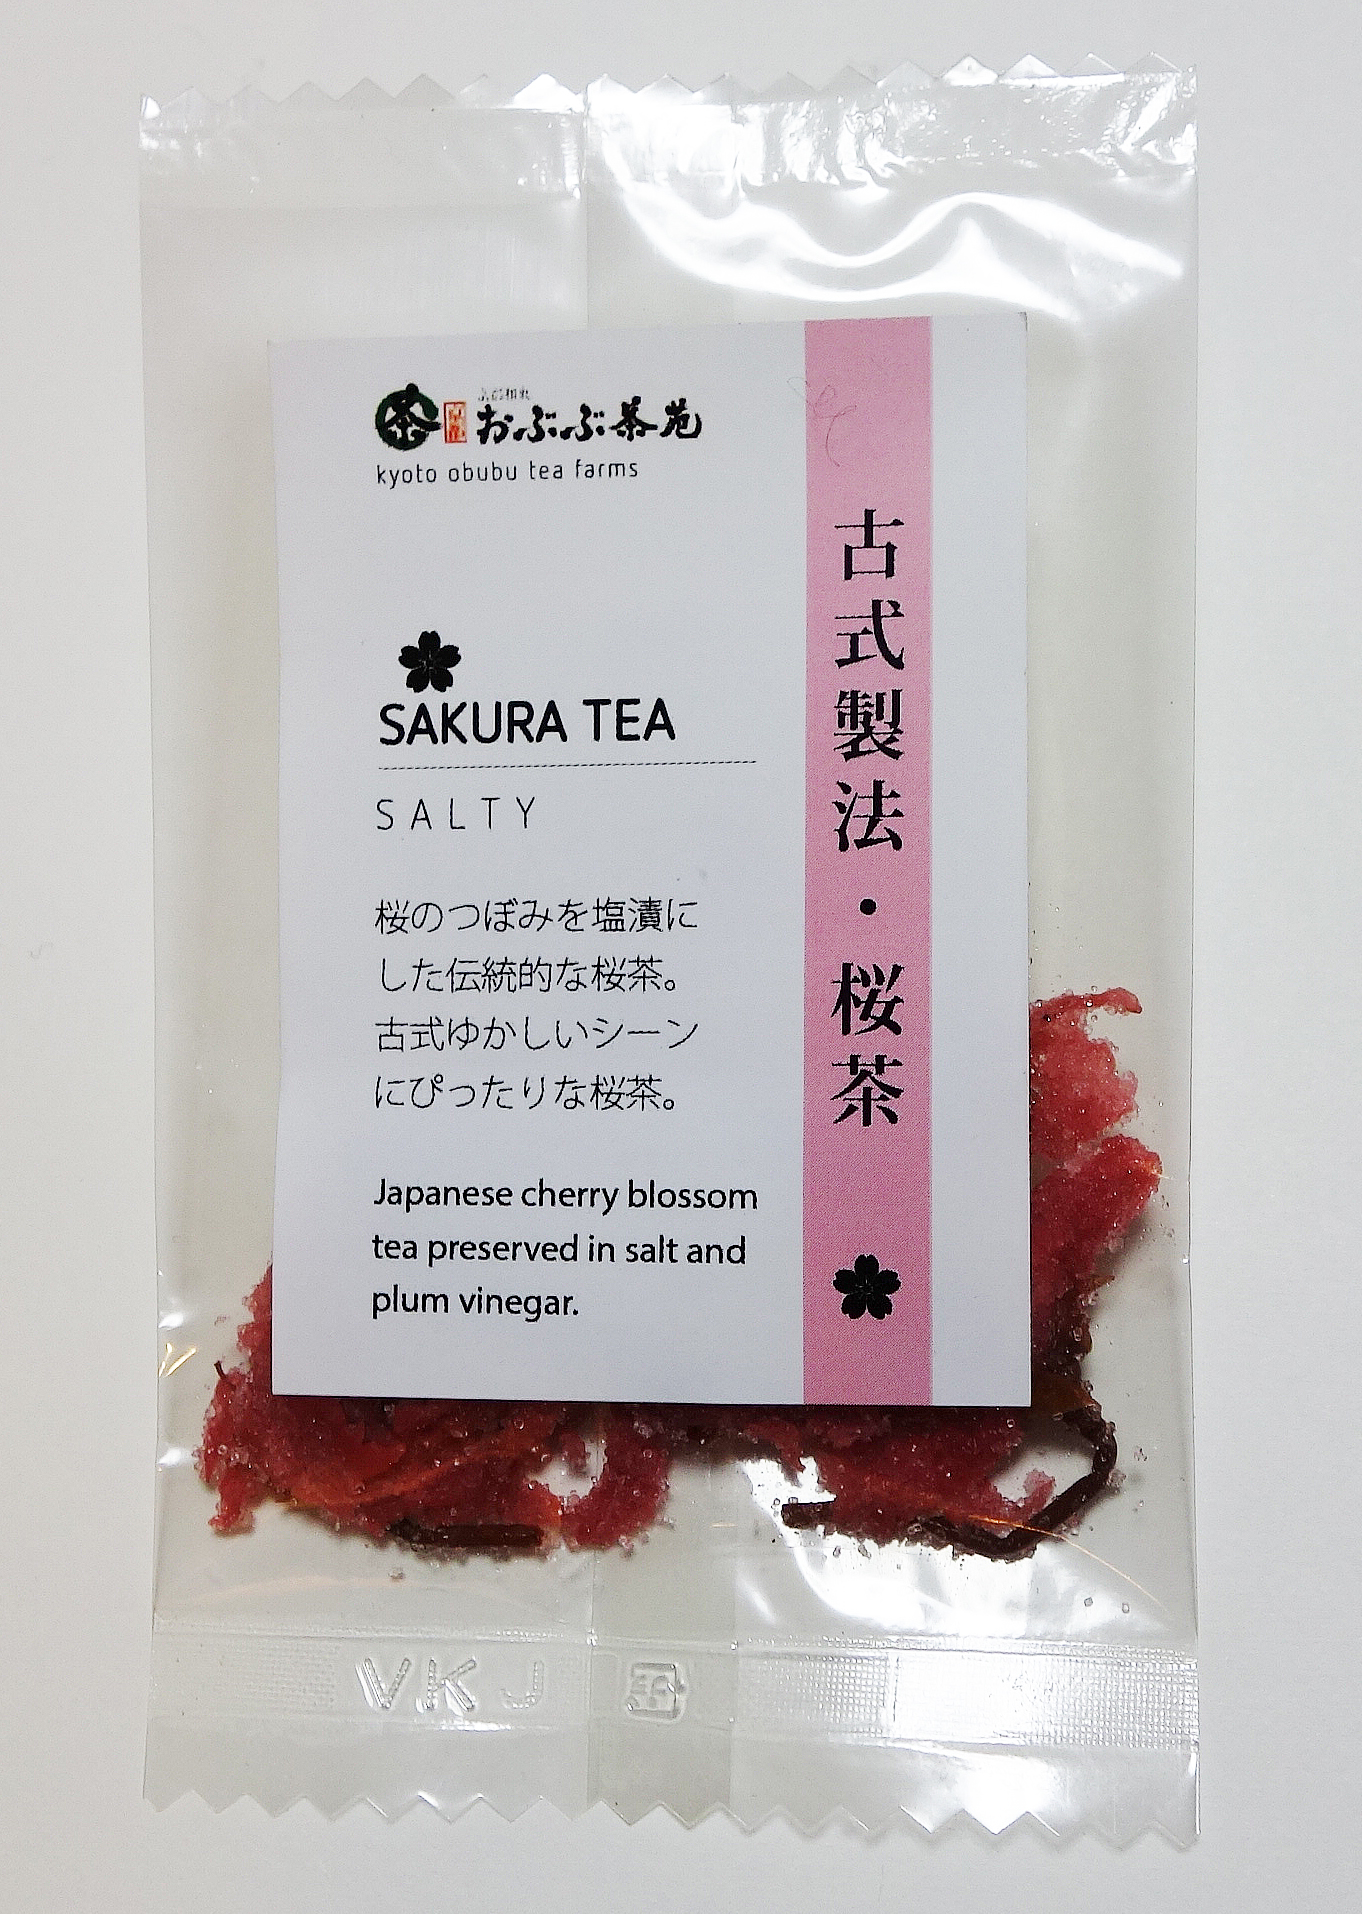 茶
おぶぶ茶苑
kyoto obubu tea farms
SAKURA TEA
SALTY
桜のつぼみを塩漬に
した伝統的な桜茶。
古式ゆかしいシーン
にぴったりな桜茶。
Japanese cherry blossom
tea preserved in salt and
plum vinegar.
古式製法・桜茶
VKJ